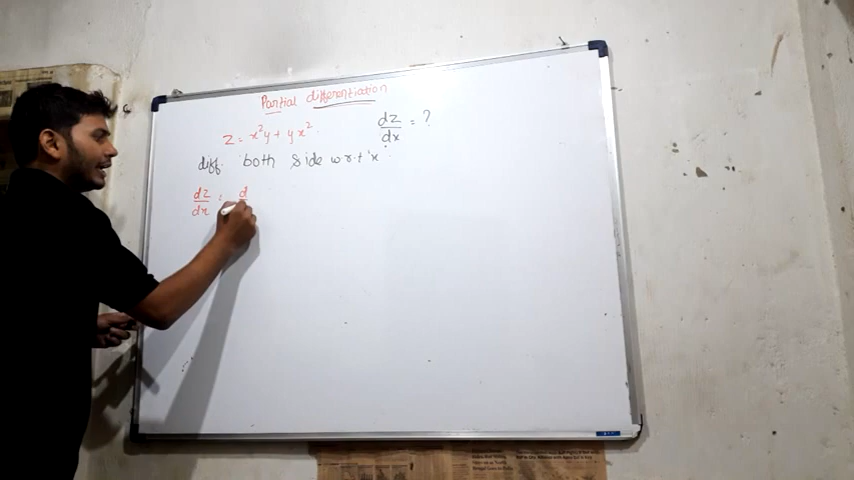 Partial differentiation
z = x²y + yx². dz/dx = ?
diff. both side w.r.t 'x'.
dz/dx = d